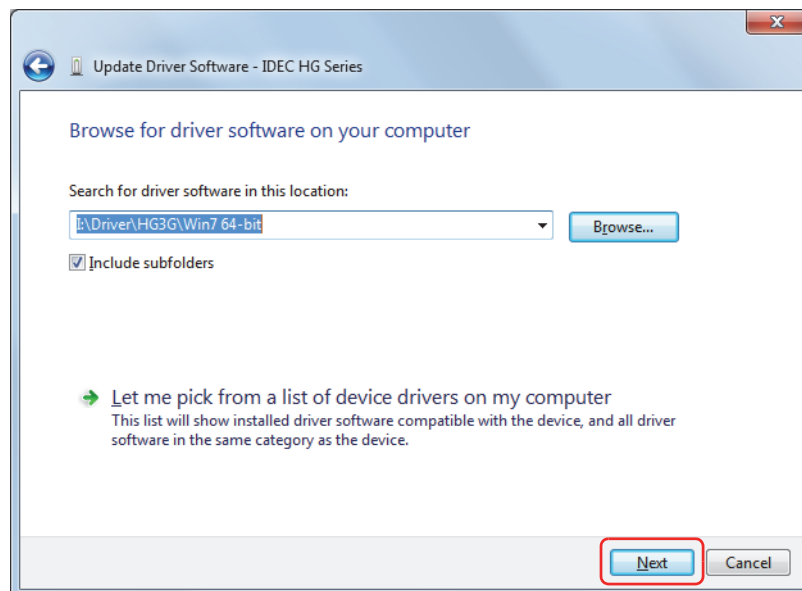 Update Driver Software - IDEC HG Series
Browse for driver software on your computer
Search for driver software in this location:
I:\Driver\HG3G\Win7 64-bit
Browse...
Include subfolders
Let me pick from a list of device drivers on my computer
This list will show installed driver software compatible with the device, and all driver
software in the same category as the device.
Next
Cancel